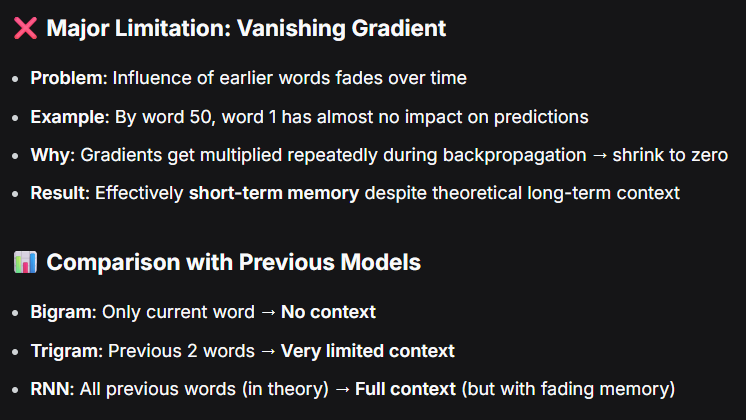 ❌ Major Limitation: Vanishing Gradient
• Problem: Influence of earlier words fades over time
• Example: By word 50, word 1 has almost no impact on predictions
• Why: Gradients get multiplied repeatedly during backpropagation → shrink to zero
• Result: Effectively short-term memory despite theoretical long-term context
📊 Comparison with Previous Models
• Bigram: Only current word → No context
• Trigram: Previous 2 words → Very limited context
• RNN: All previous words (in theory) → Full context (but with fading memory)